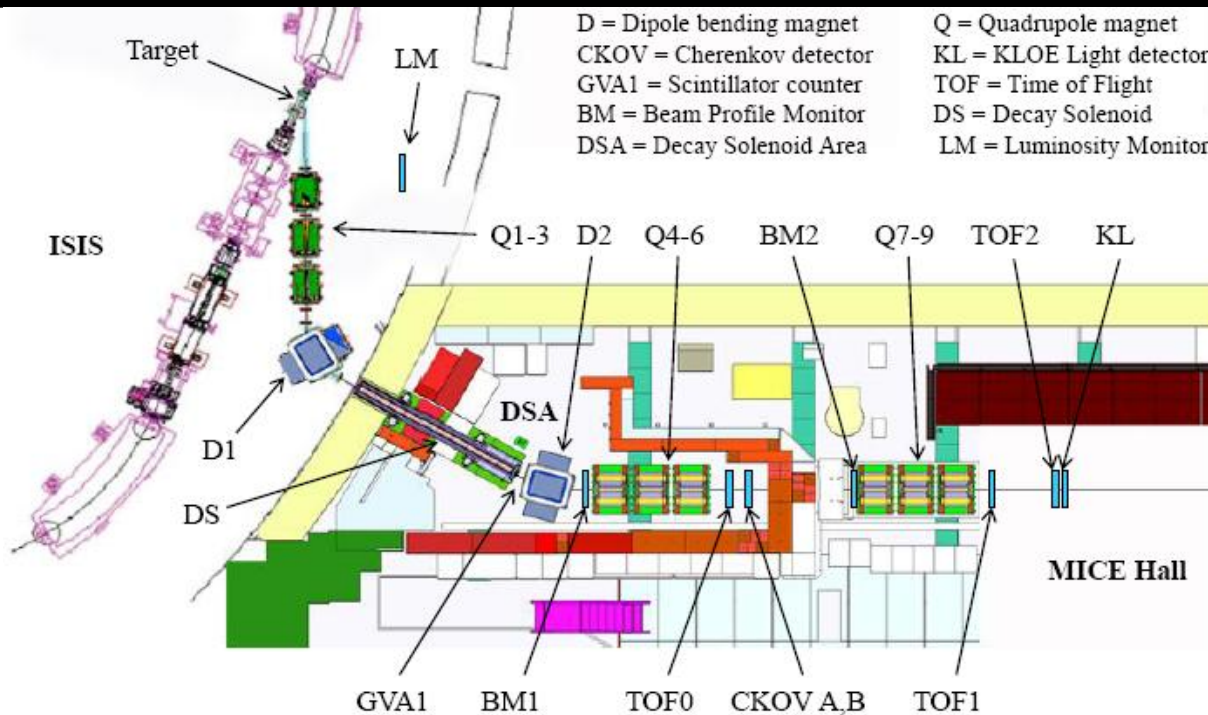 D = Dipole bending magnet
Q = Quadrupole magnet
CKOV = Cherenkov detector
KL = KLOE Light detector
GVA1 = Scintillator counter
TOF = Time of Flight
BM = Beam Profile Monitor
DS = Decay Solenoid
DSA = Decay Solenoid Area
LM = Luminosity Monitor
Target
LM
ISIS
Q1-3
D2
Q4-6
BM2
Q7-9
TOF2
KL
D1
DSA
DS
MICE Hall
GVA1
BM1
TOF0
CKOV A,B
TOF1